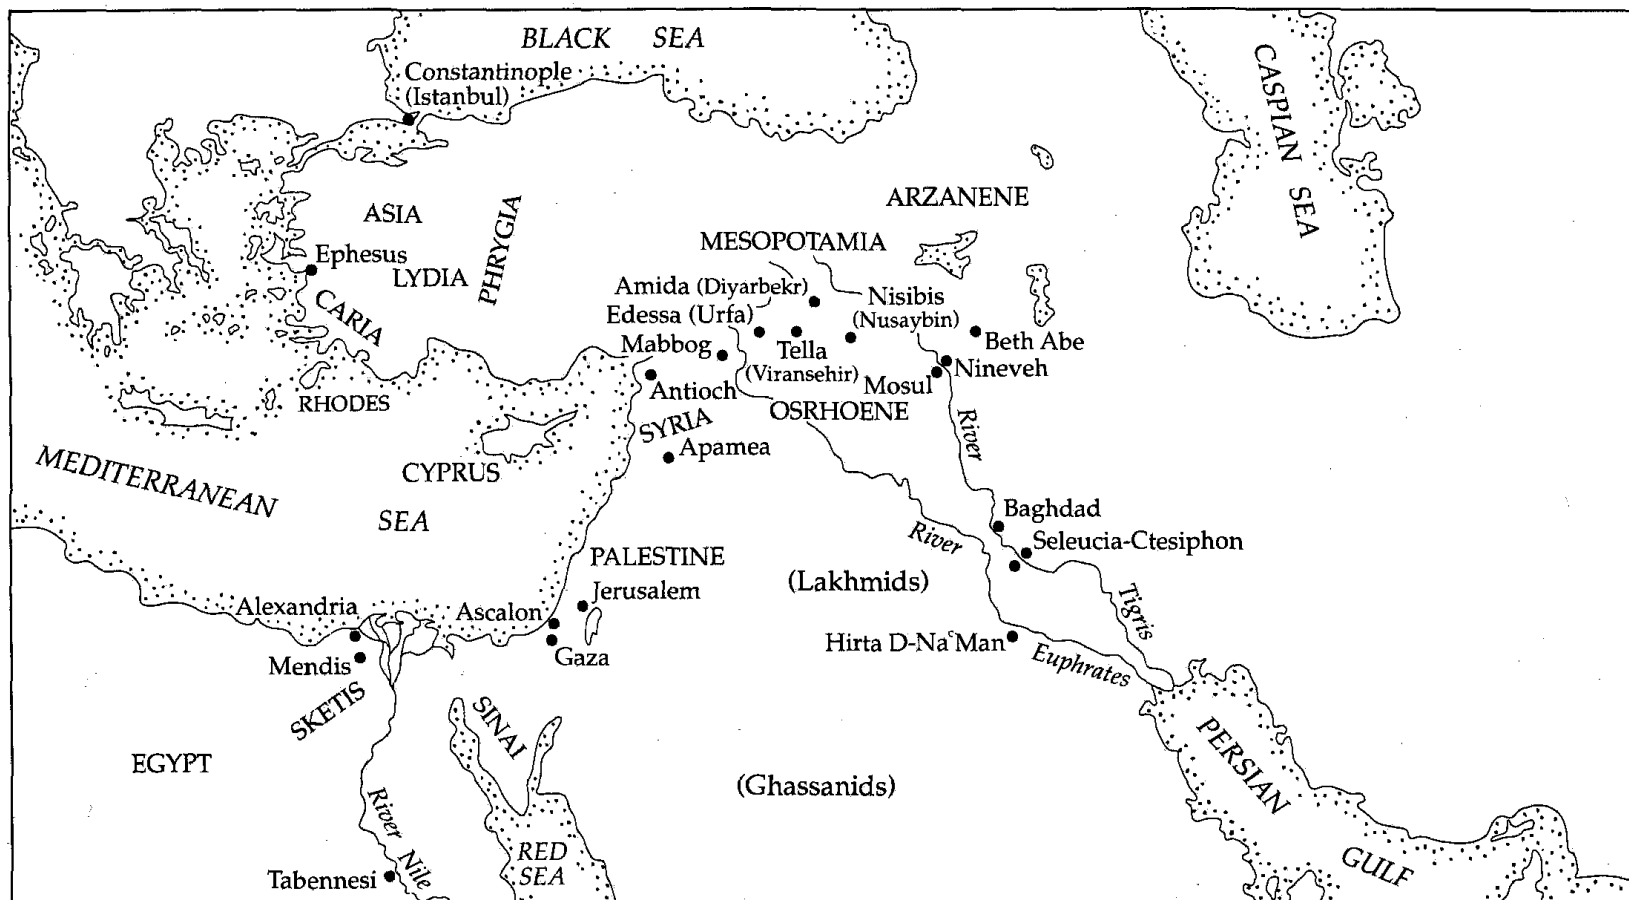 BLACK SEA
Constantinople
(Istanbul)
CASPIAN SEA
ARZANENE
ASIA
PHRYGIA
MESOPOTAMIA
Ephesus
LYDIA
Amida (Diyarbekr)
Nisibis
(Nusaybin)
CARIA
Edessa (Urfa)
Beth Abe
Mabbog
Tella
(Viransehir)
Nineveh
Mosul
Antioch
RHODES
OSRHOENE
SYRIA
River
Apamea
MEDITERRANEAN
CYPRUS
SEA
Baghdad
River
Seleucia-Ctesiphon
PALESTINE
(Lakhmids)
Jerusalem
Tigris
Alexandria
Ascalon
Hirta D-NaʿMan
Gaza
Euphrates
Mendis
SKETIS
SINAI
EGYPT
PERSIAN
(Ghassanids)
River Nile
RED
SEA
GULF
Tabennesi